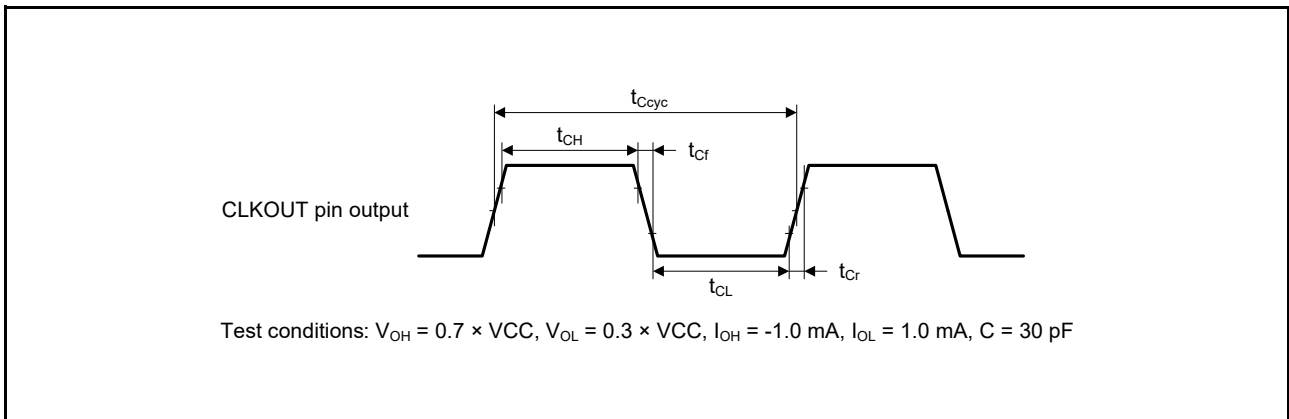 tCcyc
tCH
tCf
CLKOUT pin output
tCL
tCr
Test conditions: VOH = 0.7 × VCC, VOL = 0.3 × VCC, IOH = -1.0 mA, IOL = 1.0 mA, C = 30 pF